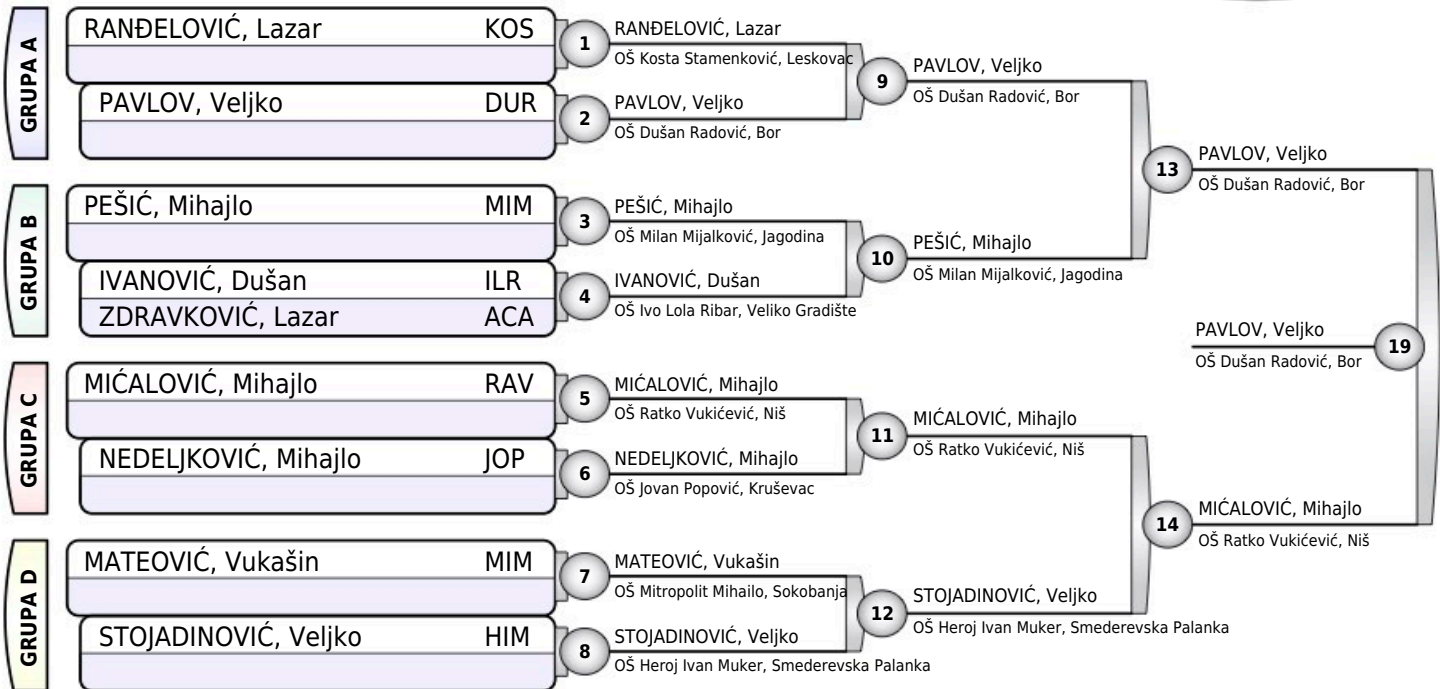 GRUPA A
RANĐELOVIĆ, Lazar KOS
PAVLOV, Veljko DUR
GRUPA B
PEŠIĆ, Mihajlo MIM
IVANOVIĆ, Dušan ILR
ZDRAVKOVIĆ, Lazar ACA
GRUPA C
MIĆALOVIĆ, Mihajlo RAV
NEDELJKOVIĆ, Mihajlo JOP
GRUPA D
MATEOVIĆ, Vukašin MIM
STOJADINOVIĆ, Veljko HIM
1
RANĐELOVIĆ, Lazar
OŠ Kosta Stamenković, Leskovac
2
PAVLOV, Veljko
OŠ Dušan Radović, Bor
3
PEŠIĆ, Mihajlo
OŠ Milan Mijalković, Jagodina
4
IVANOVIĆ, Dušan
OŠ Ivo Lola Ribar, Veliko Gradište
5
MIĆALOVIĆ, Mihajlo
OŠ Ratko Vukićević, Niš
6
NEDELJKOVIĆ, Mihajlo
OŠ Jovan Popović, Kruševac
7
MATEOVIĆ, Vukašin
OŠ Mitropolit Mihailo, Sokobanja
8
STOJADINOVIĆ, Veljko
OŠ Heroj Ivan Muker, Smederevska Palanka
9
PAVLOV, Veljko
OŠ Dušan Radović, Bor
10
PEŠIĆ, Mihajlo
OŠ Milan Mijalković, Jagodina
11
MIĆALOVIĆ, Mihajlo
OŠ Ratko Vukićević, Niš
12
STOJADINOVIĆ, Veljko
OŠ Heroj Ivan Muker, Smederevska Palanka
13
PAVLOV, Veljko
OŠ Dušan Radović, Bor
14
MIĆALOVIĆ, Mihajlo
OŠ Ratko Vukićević, Niš
PAVLOV, Veljko
OŠ Dušan Radović, Bor
19